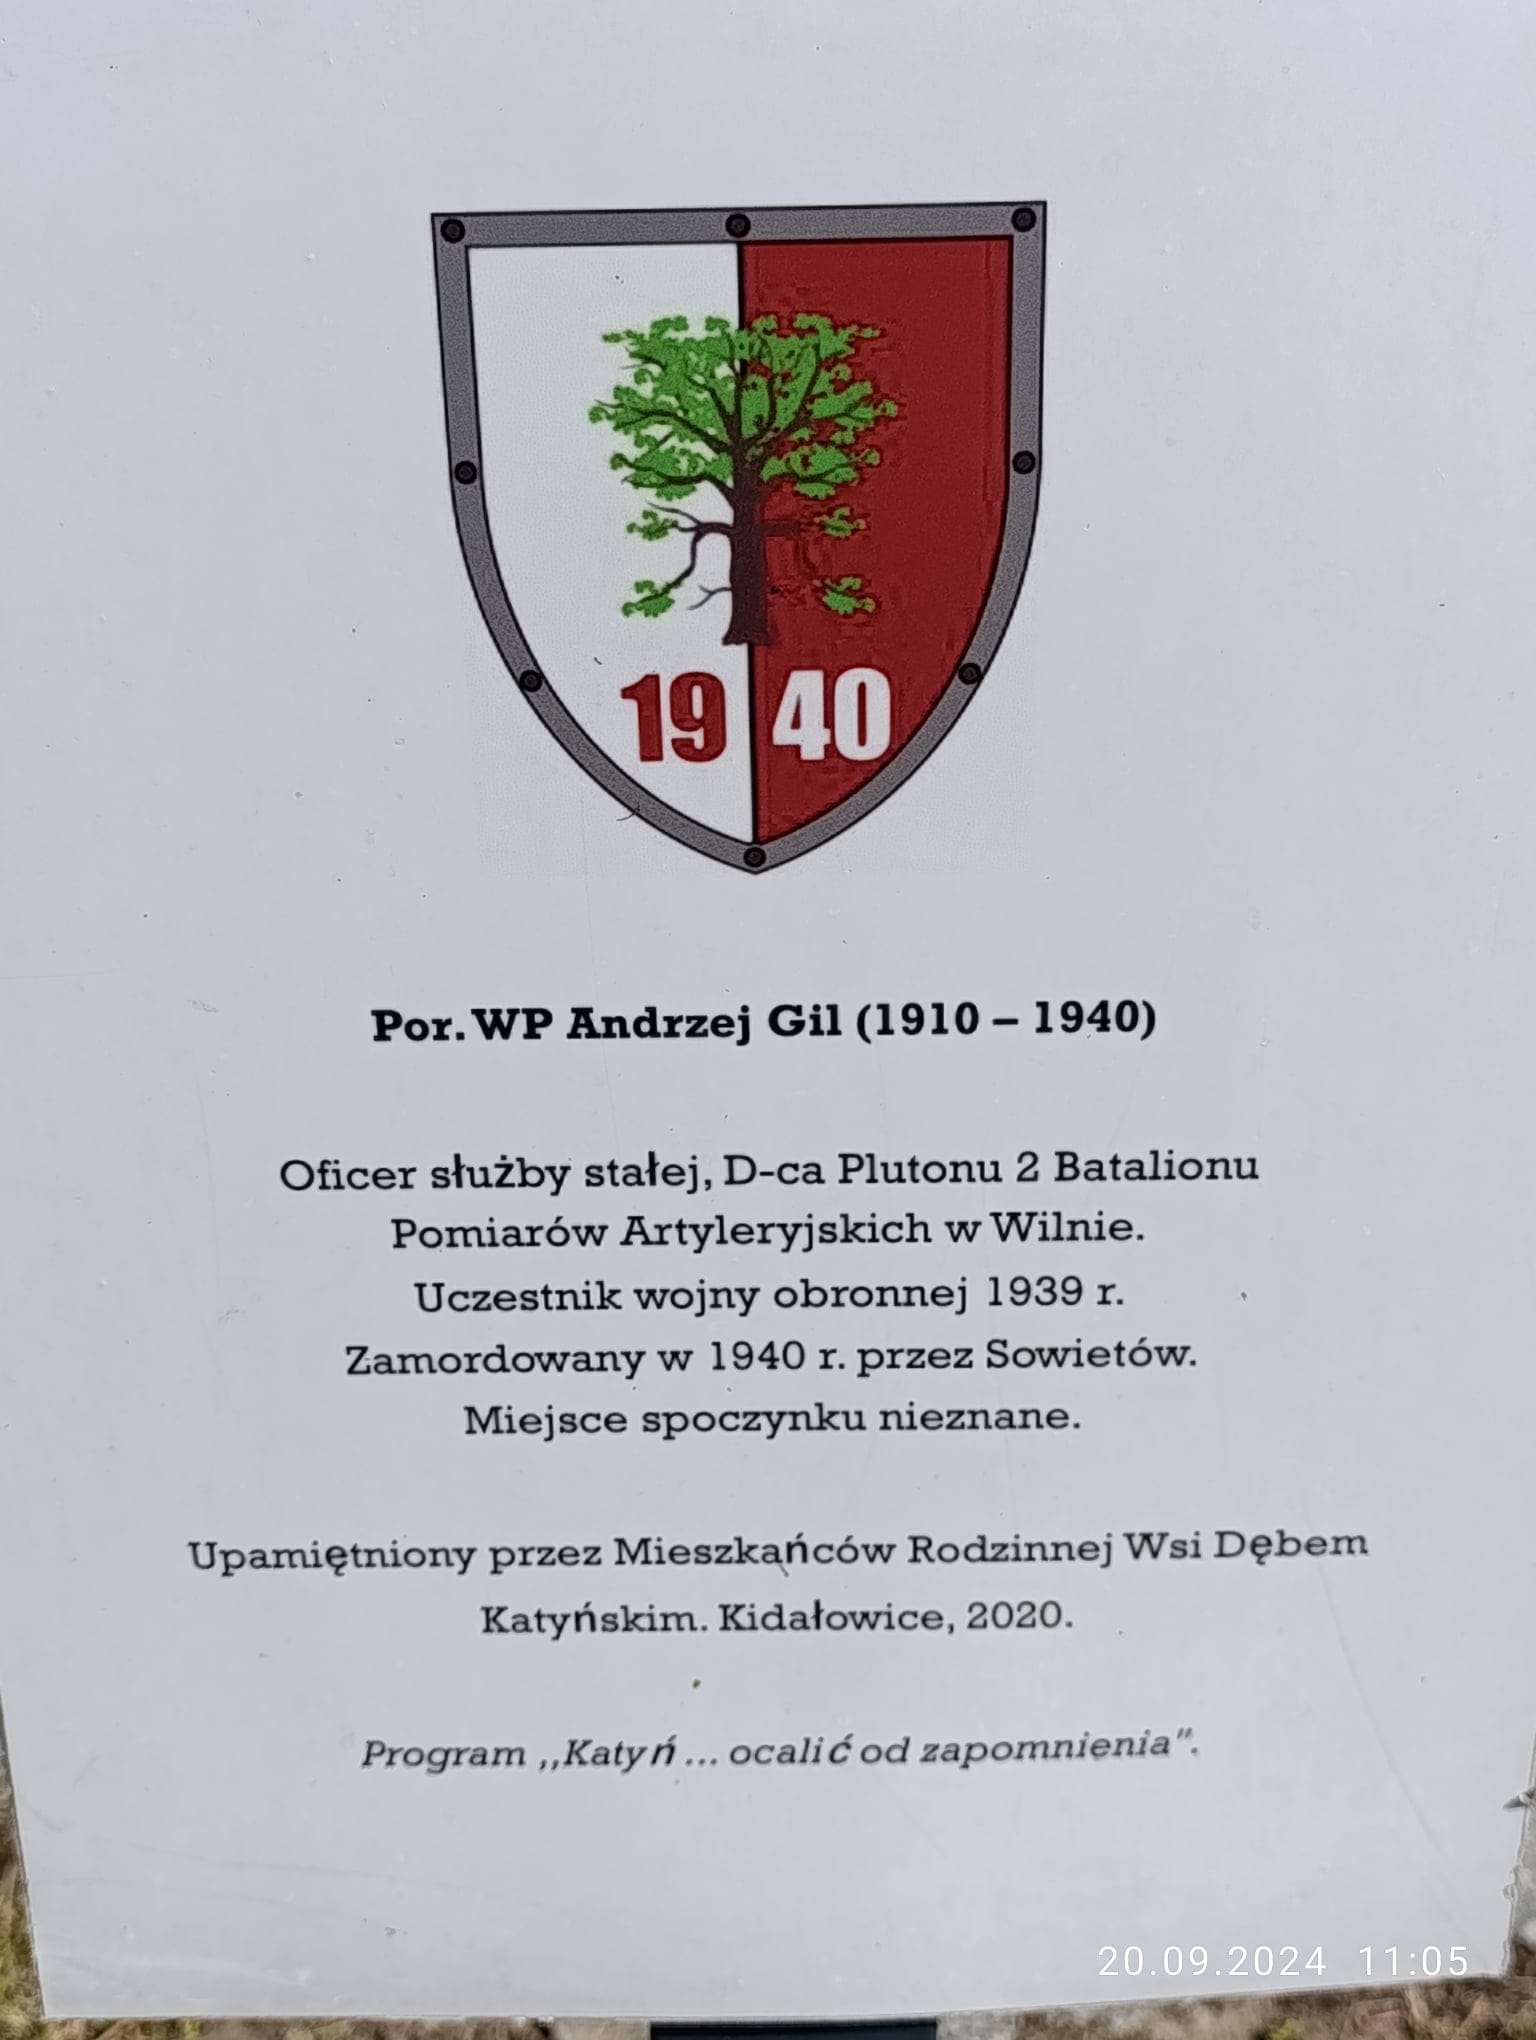 19 40
Por. WP Andrzej Gil (1910 – 1940)
Oficer służby stałej, D-ca Plutonu 2 Batalionu
Pomiarów Artyleryjskich w Wilnie.
Uczestnik wojny obronnej 1939 r.
Zamordowany w 1940 r. przez Sowietów.
Miejsce spoczynku nieznane.
Upamiętniony przez Mieszkańców Rodzinnej Wsi Dębem
Katyńskim. Kidałowice, 2020.
Program ,,Katyń... ocalić od zapomnienia".
20.09.2024 11:05